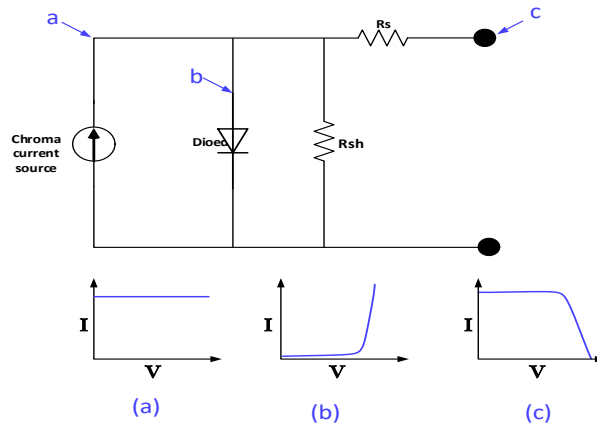 a
Rs
c
b
Chroma
current
source
Dioed
Rsh
I
V
(a)
I
V
(b)
I
V
(c)